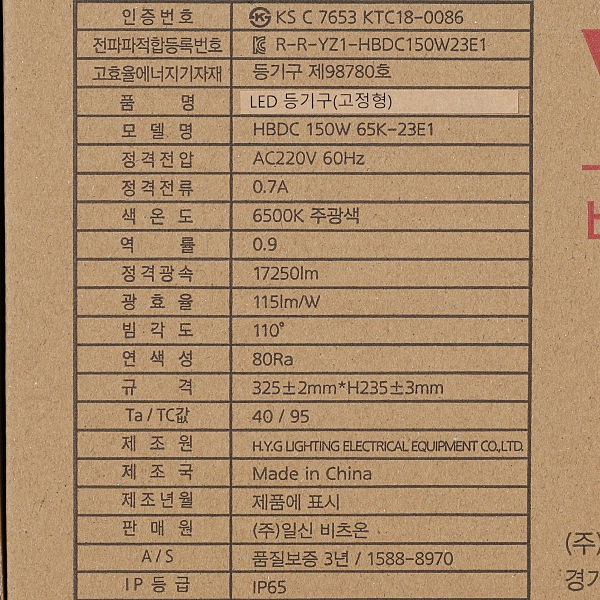 인증번호 KS C 7653 KTC18-0086
전파파적합등록번호 R-R-YZ1-HBDC150W23E1
고효율에너지기자재 등기구 제98780호
품 명 LED 등기구(고정형)
모 델 명 HBDC 150W 65K-23E1
정격전압 AC220V 60Hz
정격전류 0.7A
색 온 도 6500K 주광색
역 률 0.9
정격광속 17250lm
광 효 율 115lm/W
빔 각 도 110°
연 색 성 80Ra
규 격 325±2mm*H235±3mm
Ta / TC값 40 / 95
제 조 원 H.Y.G LIGHTING ELECTRICAL EQUIPMENT CO.,LTD.
제 조 국 Made in China
제조년월 제품에 표시
판 매 원 (주)일신 비츠온
A / S 품질보증 3년 / 1588-8970
IP 등 급 IP65
(주)
경기